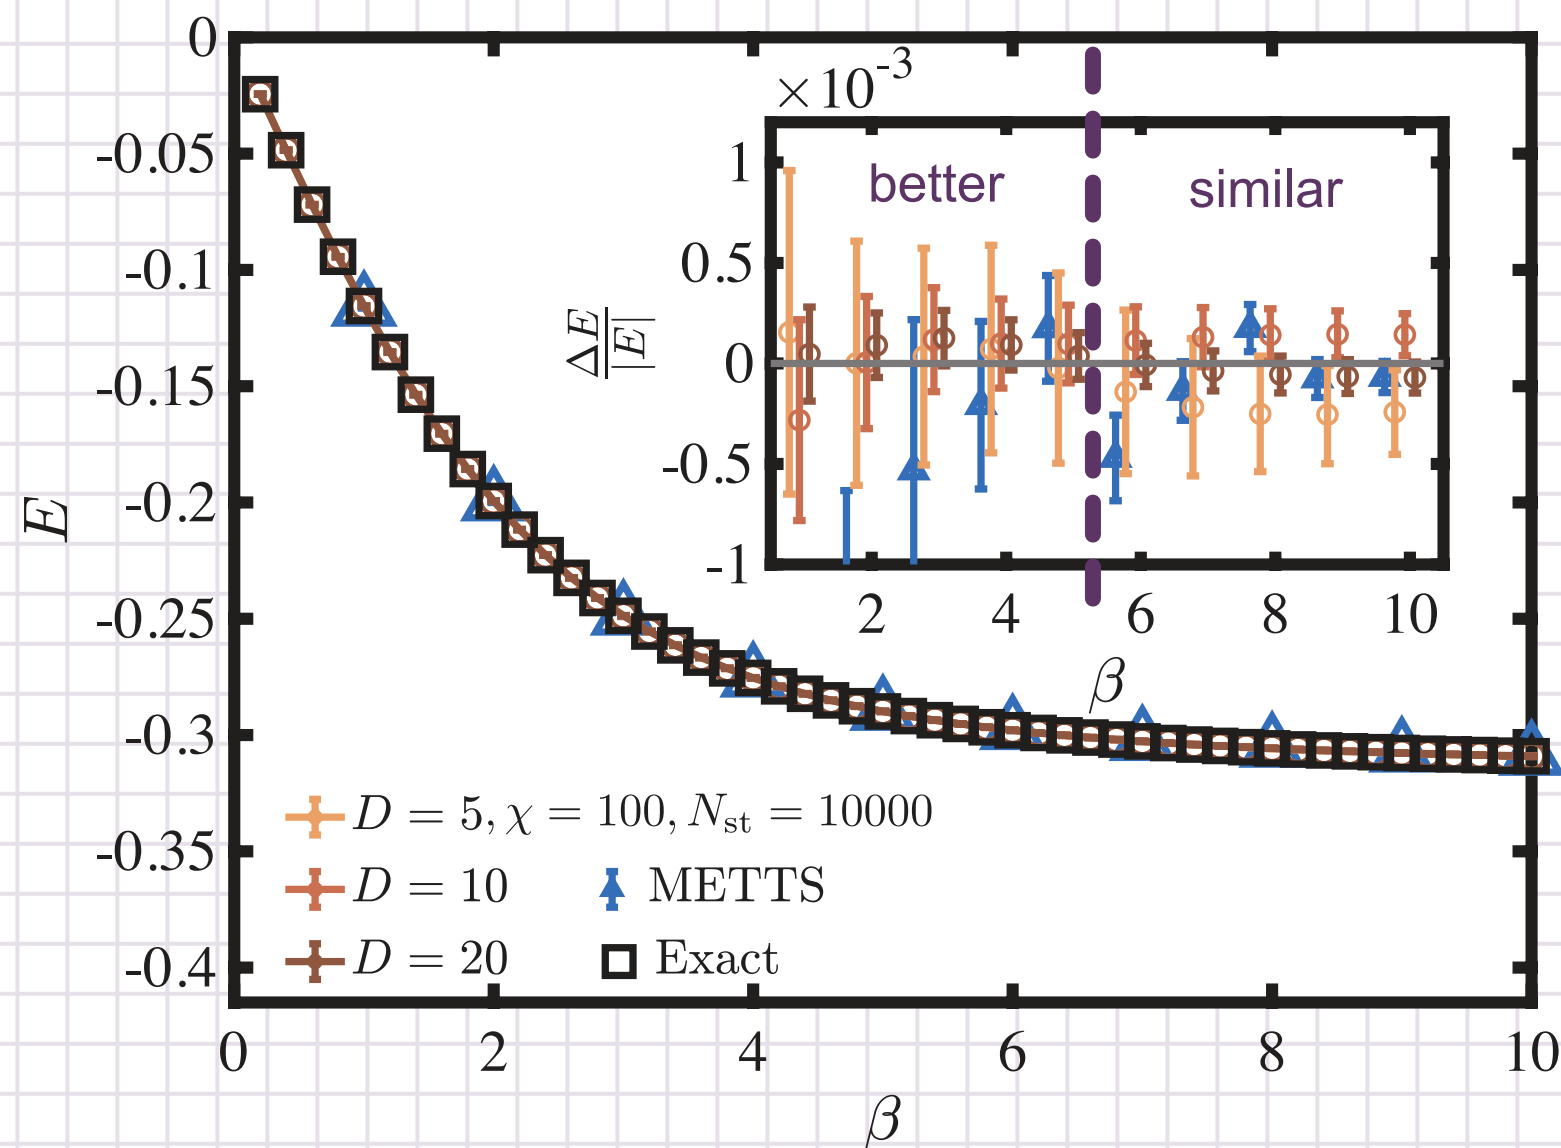 0
-0.05
-0.1
-0.15
-0.2
-0.25
-0.3
-0.35
-0.4
E
0 2 4 6 8 10
β
×10^-3
1
0.5
0
-0.5
-1
ΔE
|E|
better similar
2 4 6 8 10
β
D = 5, χ = 100, N_st = 10000
D = 10 METTS
D = 20 Exact